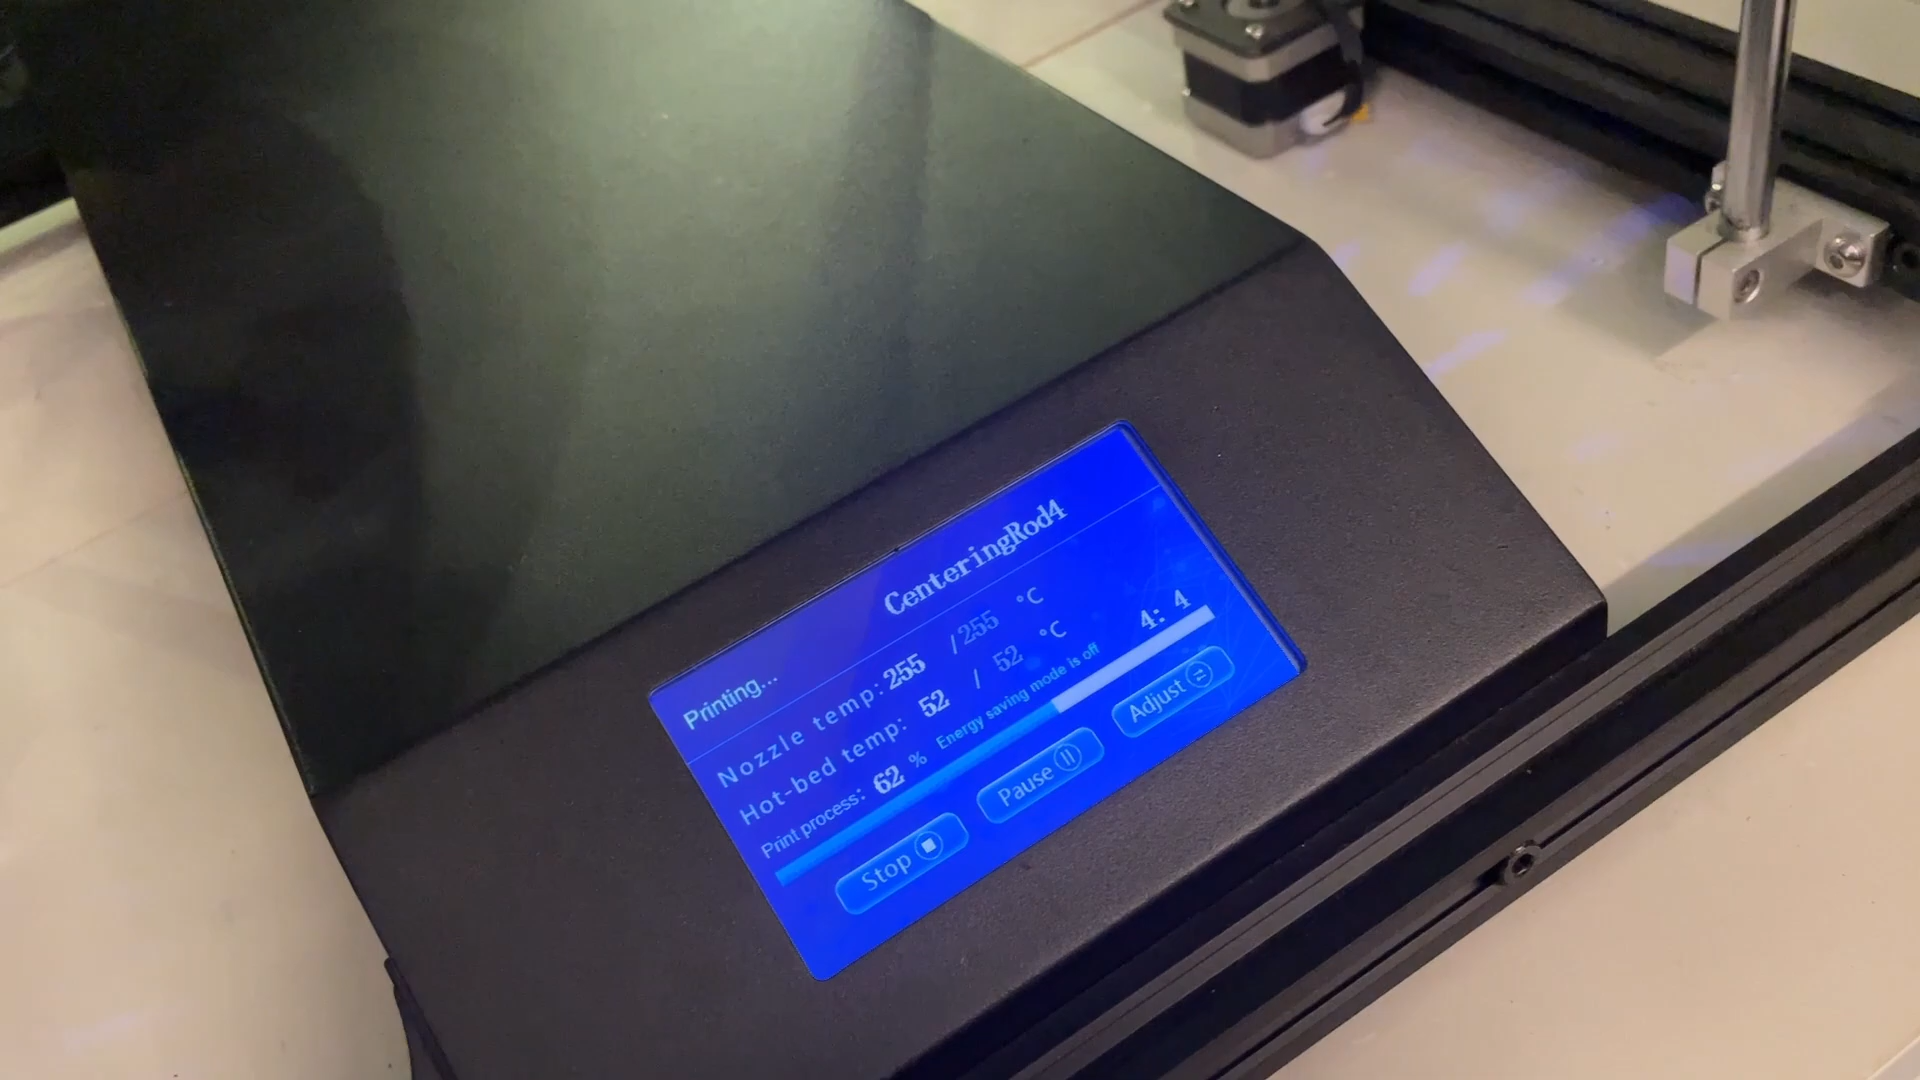 Printing... CenteringRod4
Nozzle temp: 255 / 255 °C
Hot-bed temp: 52 / 52 °C
Print process: 62 % Energy saving mode is off 4: 4
Stop Pause Adjust